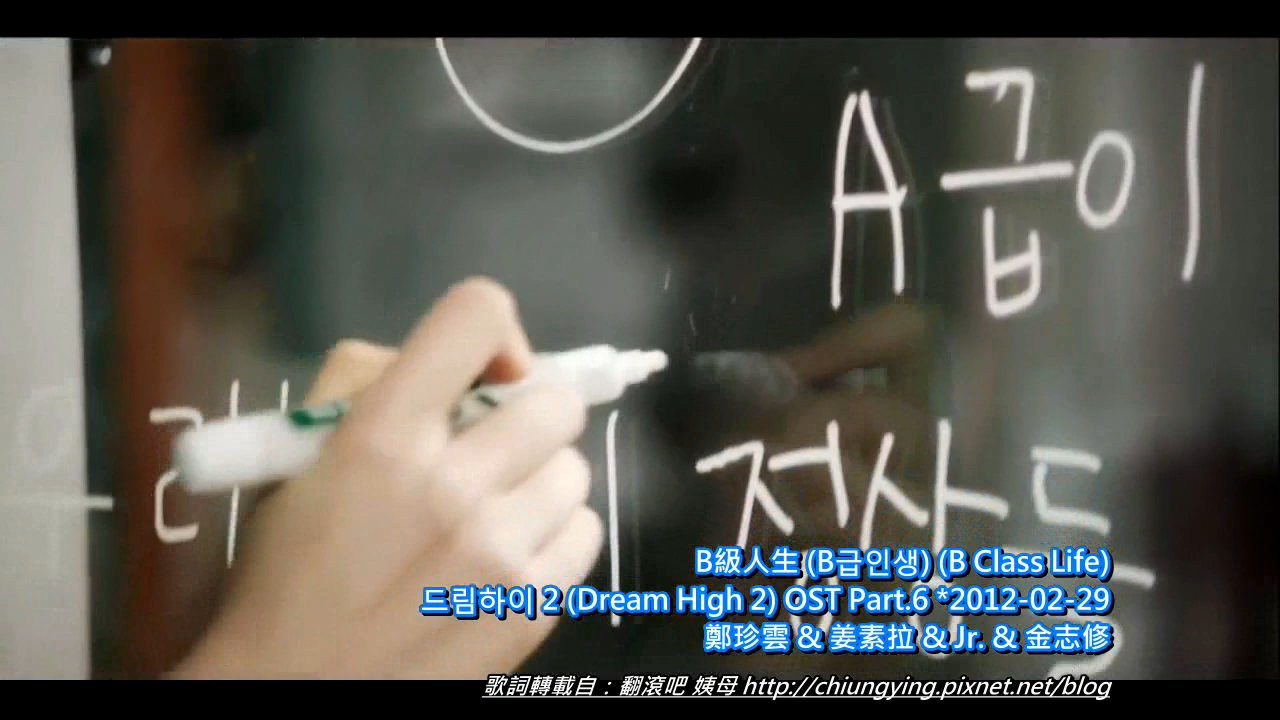 A급이
저사드
B級人生 (B급인생) (B Class Life)
드림하이 2 (Dream High 2) OST Part.6 *2012-02-29
鄭珍雲 & 姜素拉 & Jr. & 金志修
歌詞轉載自：翻滾吧 姨母 http://chiungying.pixnet.net/blog